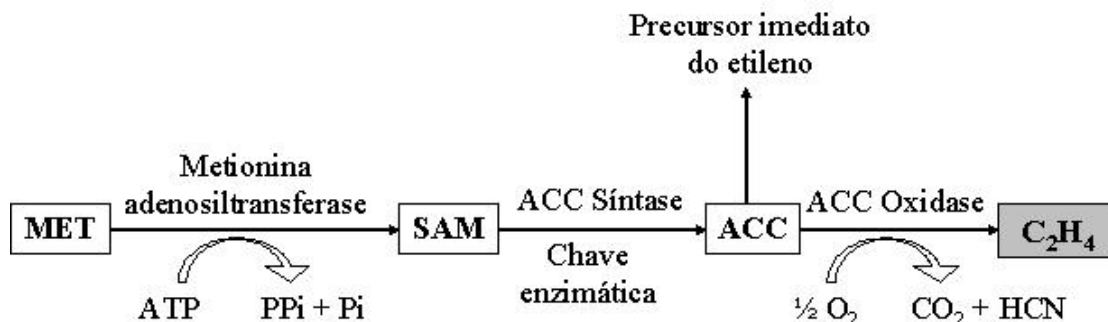 Precursor imediato
do etileno
Metionina
adenosiltransferase
ACC Síntase
ACC Oxidase
MET
SAM
ACC
C₂H₄
Chave
enzimática
ATP
PPi + Pi
½ O₂
CO₂ + HCN